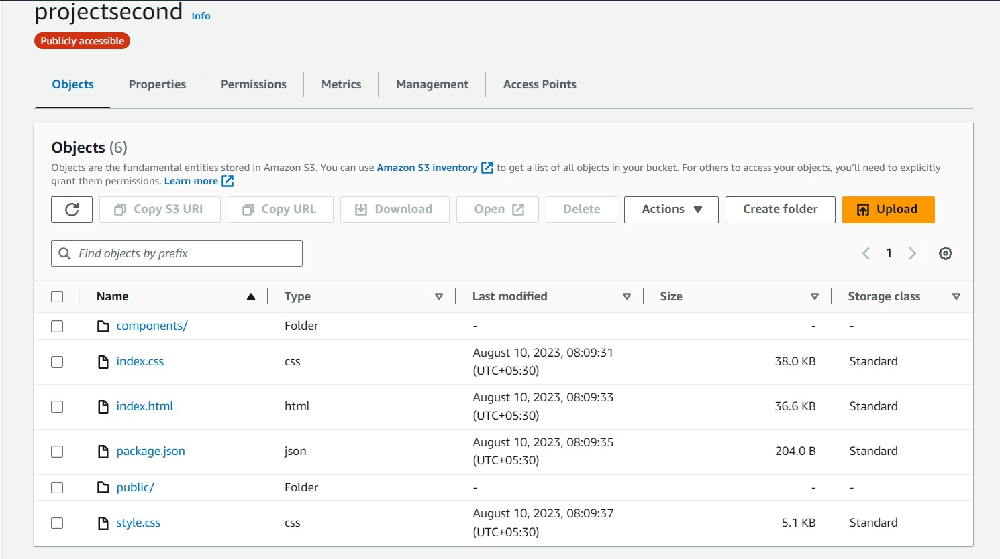 projectsecond Info
Publicly accessible
Objects Properties Permissions Metrics Management Access Points
Objects (6)
Objects are the fundamental entities stored in Amazon S3. You can use Amazon S3 inventory to get a list of all objects in your bucket. For others to access your objects, you'll need to explicitly
grant them permissions. Learn more
Copy S3 URI Copy URL Download Open Delete Actions Create folder Upload
Find objects by prefix 1
Name Type Last modified Size Storage class
components/ Folder - - -
index.css css August 10, 2023, 08:09:31 (UTC+05:30) 38.0 KB Standard
index.html html August 10, 2023, 08:09:33 (UTC+05:30) 36.6 KB Standard
package.json json August 10, 2023, 08:09:35 (UTC+05:30) 204.0 B Standard
public/ Folder - - -
style.css css August 10, 2023, 08:09:37 (UTC+05:30) 5.1 KB Standard